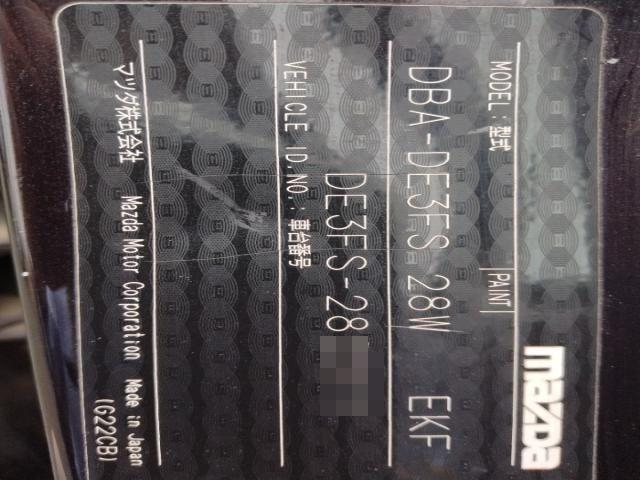 mazda
MODEL: 型式 PAINT
DBA-DE3FS 28W EKF
VEHICLE ID.NO.: 車台番号
DE3FS-28
マツダ株式会社 Mazda Motor Corporation Made in Japan
(G22CB)